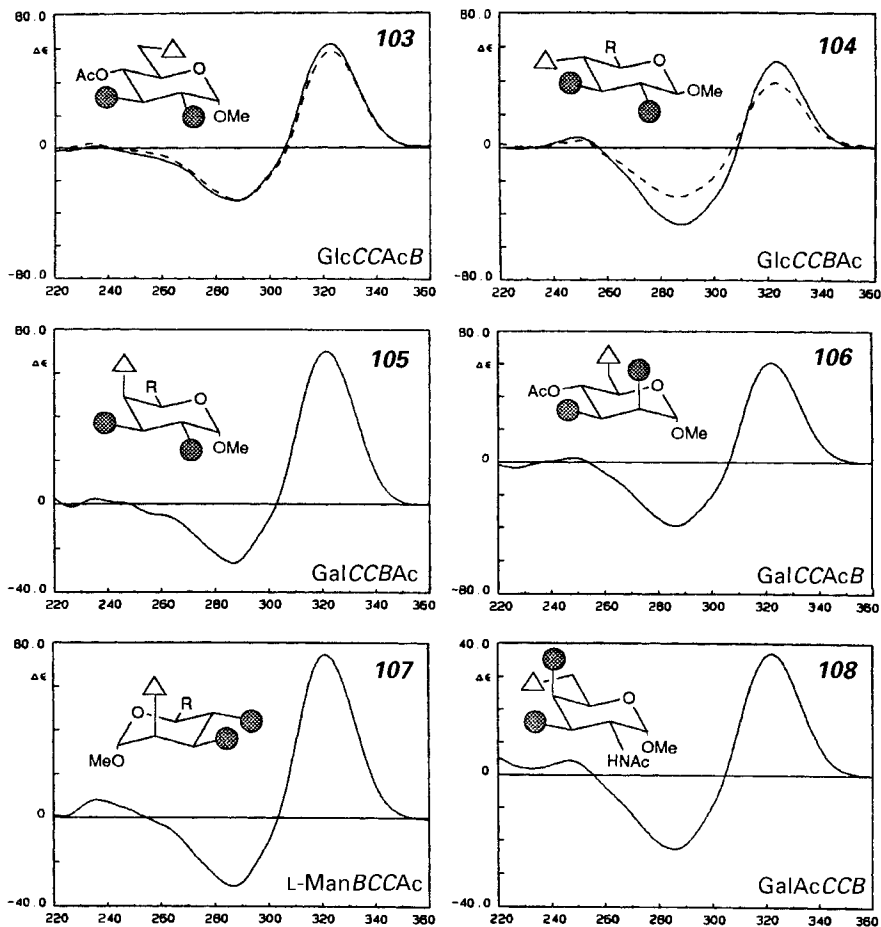 80.0
Δε
0
-80.0
103
AcO
O
OMe
GlcCCAcB
220 240 260 280 300 320 340 360
80.0
Δε
0
-80.0
104
R
O
OMe
GlcCCBAc
220 240 260 280 300 320 340 360
80.0
Δε
0
-40.0
105
R
O
OMe
GalCCBAc
220 240 260 280 300 320 340 360
80.0
Δε
0
-80.0
106
AcO
O
OMe
GalCCAcB
220 240 260 280 300 320 340 360
80.0
Δε
0
-40.0
107
R
O
MeO
L-ManBCCAc
220 240 260 280 300 320 340 360
40.0
Δε
0
-40.0
108
O
OMe
HNAc
GalAcCCB
220 240 260 280 300 320 340 360